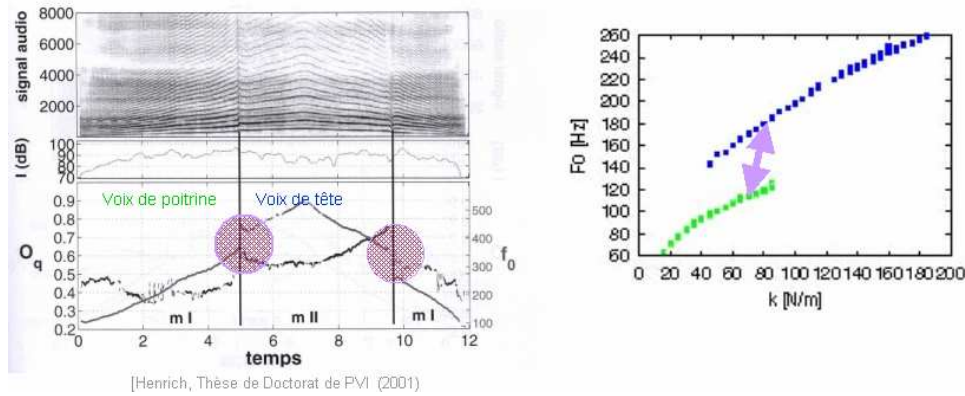 signal audio
8000
6000
4000
2000
I (dB)
90
80
70
0.9
0.8
0.7
0.6
0.5
0.4
0.3
0.2
O_q
Voix de poitrine
Voix de tête
500
400
300
200
100
f_0
m I
m II
m I
0 2 4 6 8 10 12
temps
[Henrich, Thèse de Doctorat de PVI (2001)
260
240
220
200
180
160
140
120
100
80
60
F0 [Hz]
0 20 40 60 80 100 120 140 160 180 200
k [N/m]